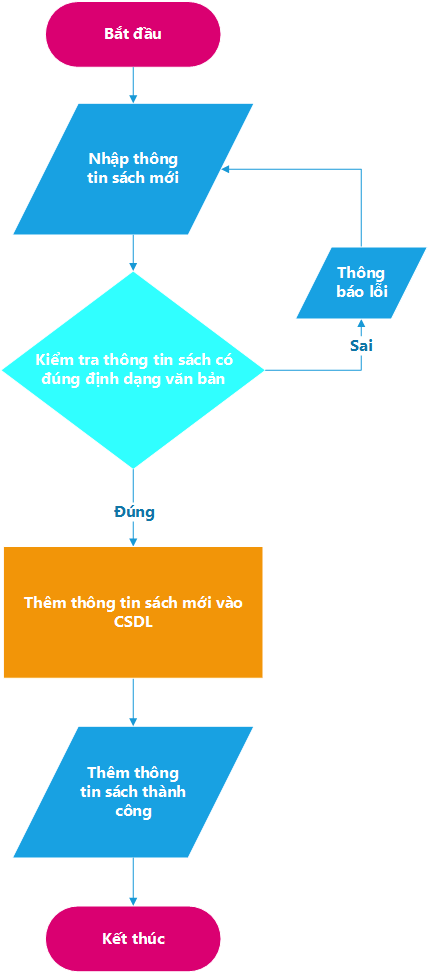 Bắt đầu
Nhập thông
tin sách mới
Thông
báo lỗi
Sai
Kiểm tra thông tin sách có
đúng định dạng văn bản
Đúng
Thêm thông tin sách mới vào
CSDL
Thêm thông
tin sách thành
công
Kết thúc